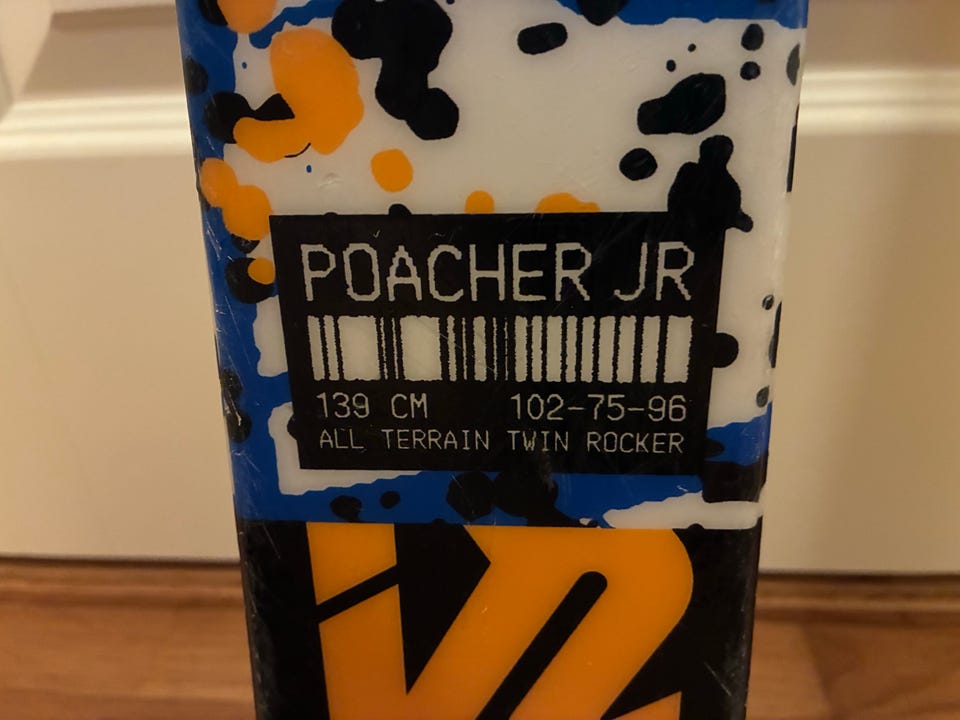 POACHER JR
139 CM 102-75-96
ALL TERRAIN TWIN ROCKER